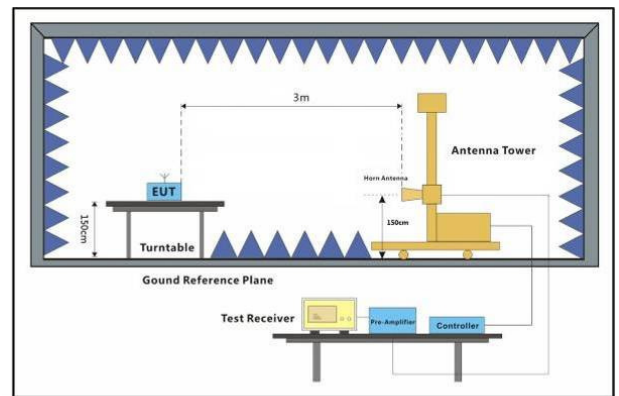 3m
Antenna Tower
Horn Antenna
EUT
150cm
150cm
Turntable
Gound Reference Plane
Test Receiver
Pre-Amplifier
Controller